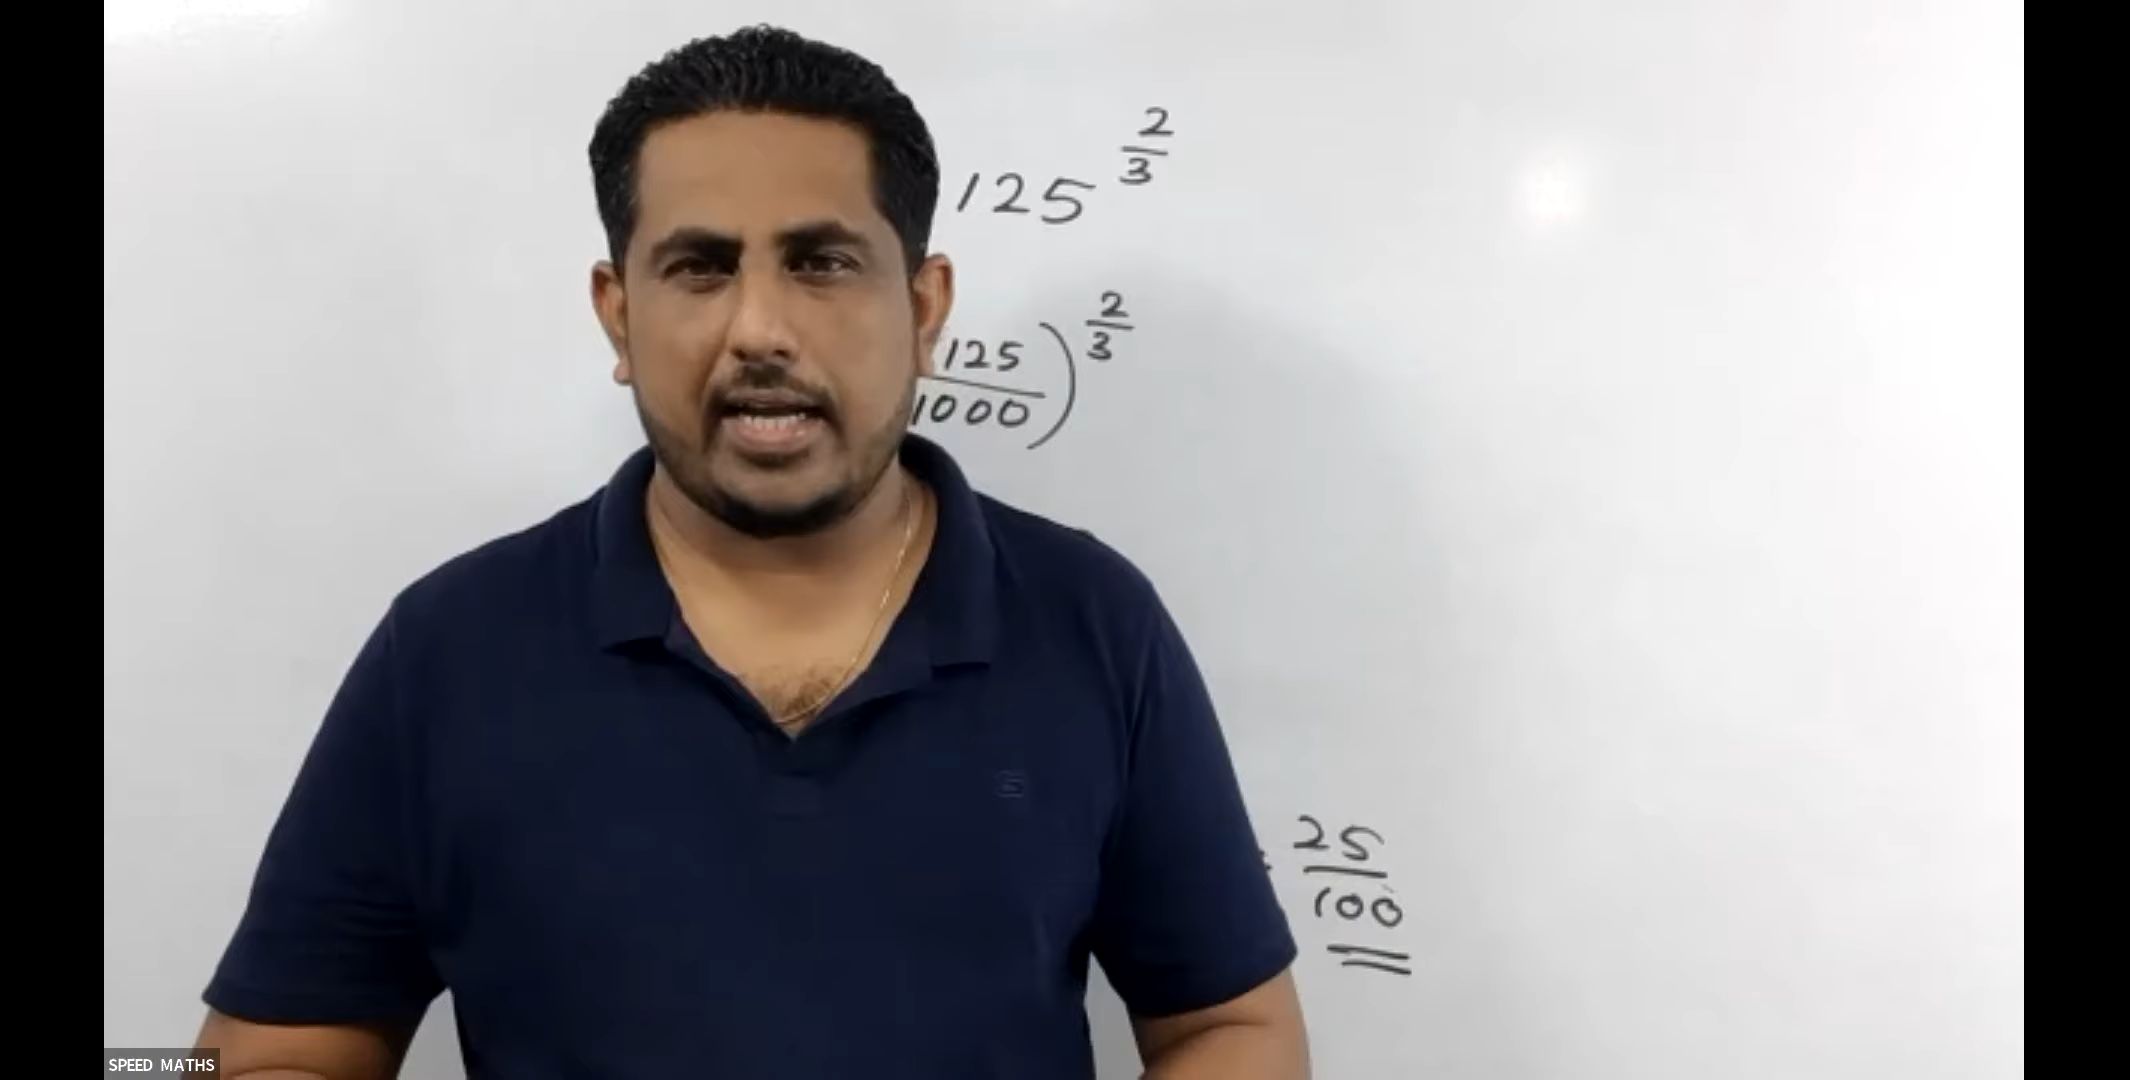 125^(2/3)
125/1000)^(2/3)
= 25/100
SPEED MATHS